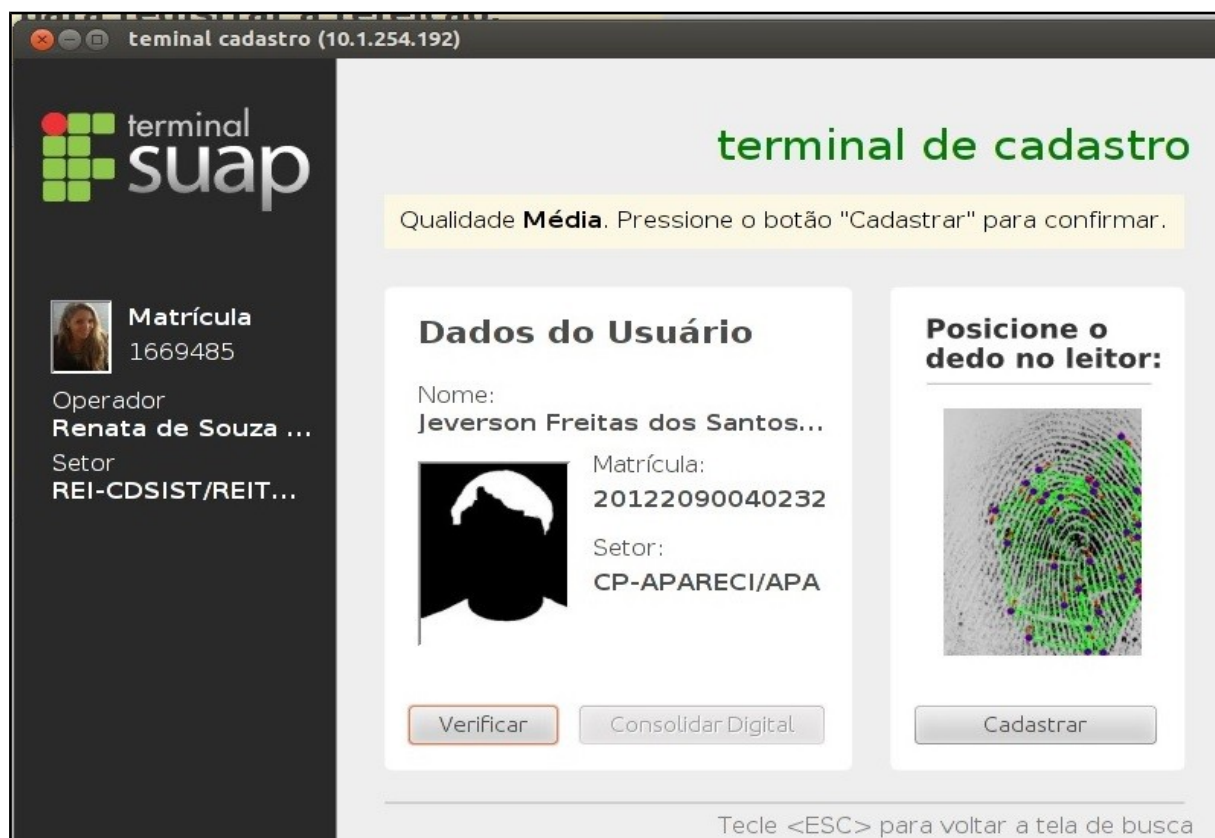 para registrar a refeição.
teminal cadastro (10.1.254.192)
terminal
suap
terminal de cadastro
Qualidade Média. Pressione o botão "Cadastrar" para confirmar.
Matrícula
1669485
Operador
Renata de Souza ...
Setor
REI-CDSIST/REIT...
Dados do Usuário
Nome:
Jeverson Freitas dos Santos...
Matrícula:
20122090040232
Setor:
CP-APARECI/APA
Verificar
Consolidar Digital
Posicione o
dedo no leitor:
Cadastrar
Tecle <ESC> para voltar a tela de busca